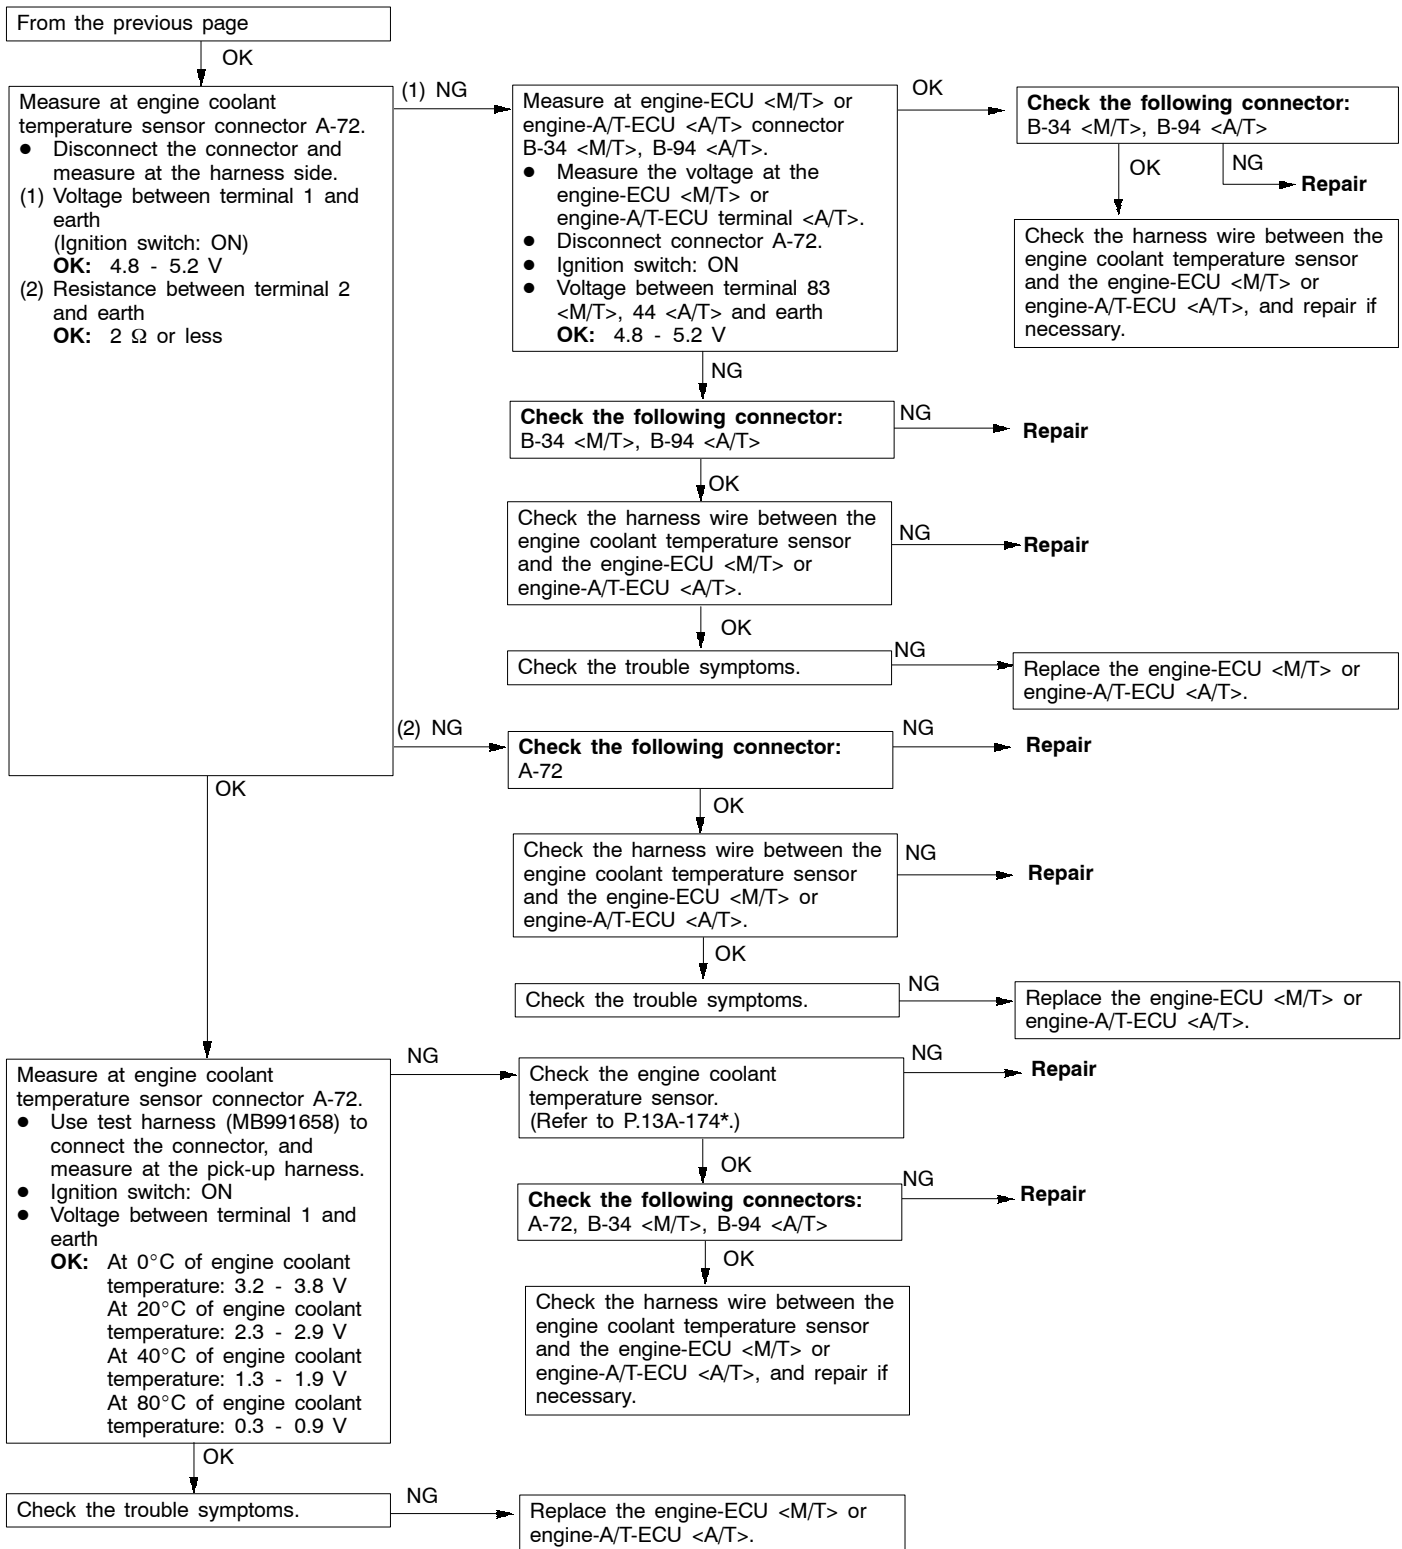 From the previous page
OK
Measure at engine coolant
temperature sensor connector A-72.
● Disconnect the connector and
measure at the harness side.
(1) Voltage between terminal 1 and
earth
(Ignition switch: ON)
OK: 4.8 - 5.2 V
(2) Resistance between terminal 2
and earth
OK: 2 Ω or less
(1) NG
Measure at engine-ECU <M/T> or
engine-A/T-ECU <A/T> connector
B-34 <M/T>, B-94 <A/T>.
● Measure the voltage at the
engine-ECU <M/T> or
engine-A/T-ECU terminal <A/T>.
● Disconnect connector A-72.
● Ignition switch: ON
● Voltage between terminal 83
<M/T>, 44 <A/T> and earth
OK: 4.8 - 5.2 V
OK
Check the following connector:
B-34 <M/T>, B-94 <A/T>
OK
NG
Repair
Check the harness wire between the
engine coolant temperature sensor
and the engine-ECU <M/T> or
engine-A/T-ECU <A/T>, and repair if
necessary.
NG
Check the following connector:
B-34 <M/T>, B-94 <A/T>
NG
Repair
OK
Check the harness wire between the
engine coolant temperature sensor
and the engine-ECU <M/T> or
engine-A/T-ECU <A/T>.
NG
Repair
OK
Check the trouble symptoms.
NG
Replace the engine-ECU <M/T> or
engine-A/T-ECU <A/T>.
(2) NG
Check the following connector:
A-72
NG
Repair
OK
Check the harness wire between the
engine coolant temperature sensor
and the engine-ECU <M/T> or
engine-A/T-ECU <A/T>.
NG
Repair
OK
Check the trouble symptoms.
NG
Replace the engine-ECU <M/T> or
engine-A/T-ECU <A/T>.
OK
Measure at engine coolant
temperature sensor connector A-72.
● Use test harness (MB991658) to
connect the connector, and
measure at the pick-up harness.
● Ignition switch: ON
● Voltage between terminal 1 and
earth
OK: At 0°C of engine coolant
temperature: 3.2 - 3.8 V
At 20°C of engine coolant
temperature: 2.3 - 2.9 V
At 40°C of engine coolant
temperature: 1.3 - 1.9 V
At 80°C of engine coolant
temperature: 0.3 - 0.9 V
NG
Check the engine coolant
temperature sensor.
(Refer to P.13A-174*.)
NG
Repair
OK
Check the following connectors:
A-72, B-34 <M/T>, B-94 <A/T>
NG
Repair
OK
Check the harness wire between the
engine coolant temperature sensor
and the engine-ECU <M/T> or
engine-A/T-ECU <A/T>, and repair if
necessary.
OK
Check the trouble symptoms.
NG
Replace the engine-ECU <M/T> or
engine-A/T-ECU <A/T>.